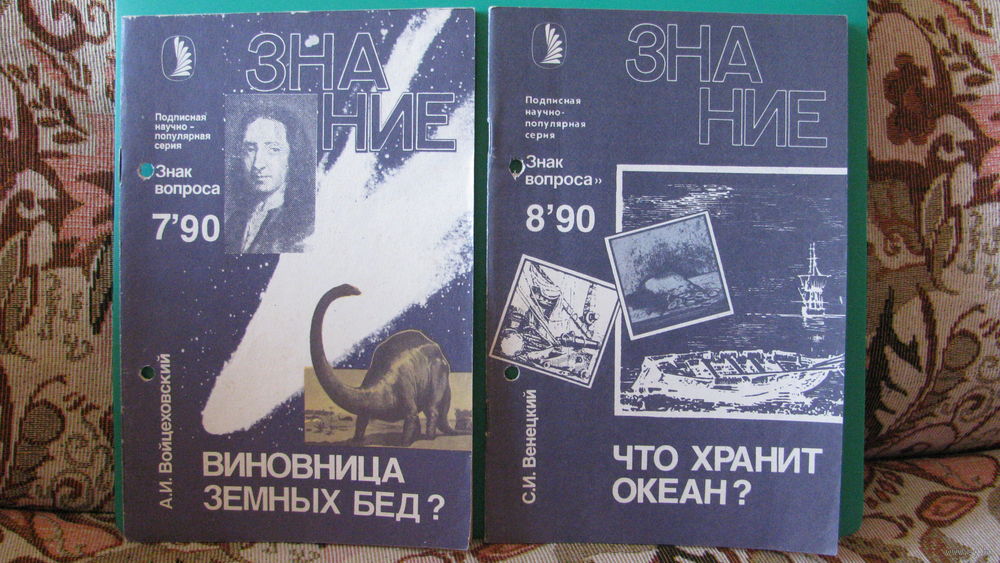 ЗНА
НИЕ
Подписная
научно-
популярная
серия
Знак
вопроса
7'90
А.И. Войцеховский
ВИНОВНИЦА
ЗЕМНЫХ БЕД?
ЗНА
НИЕ
Подписная
научно-
популярная
серия
Знак
вопроса»
8'90
С.И. Венецкий
ЧТО ХРАНИТ
ОКЕАН?